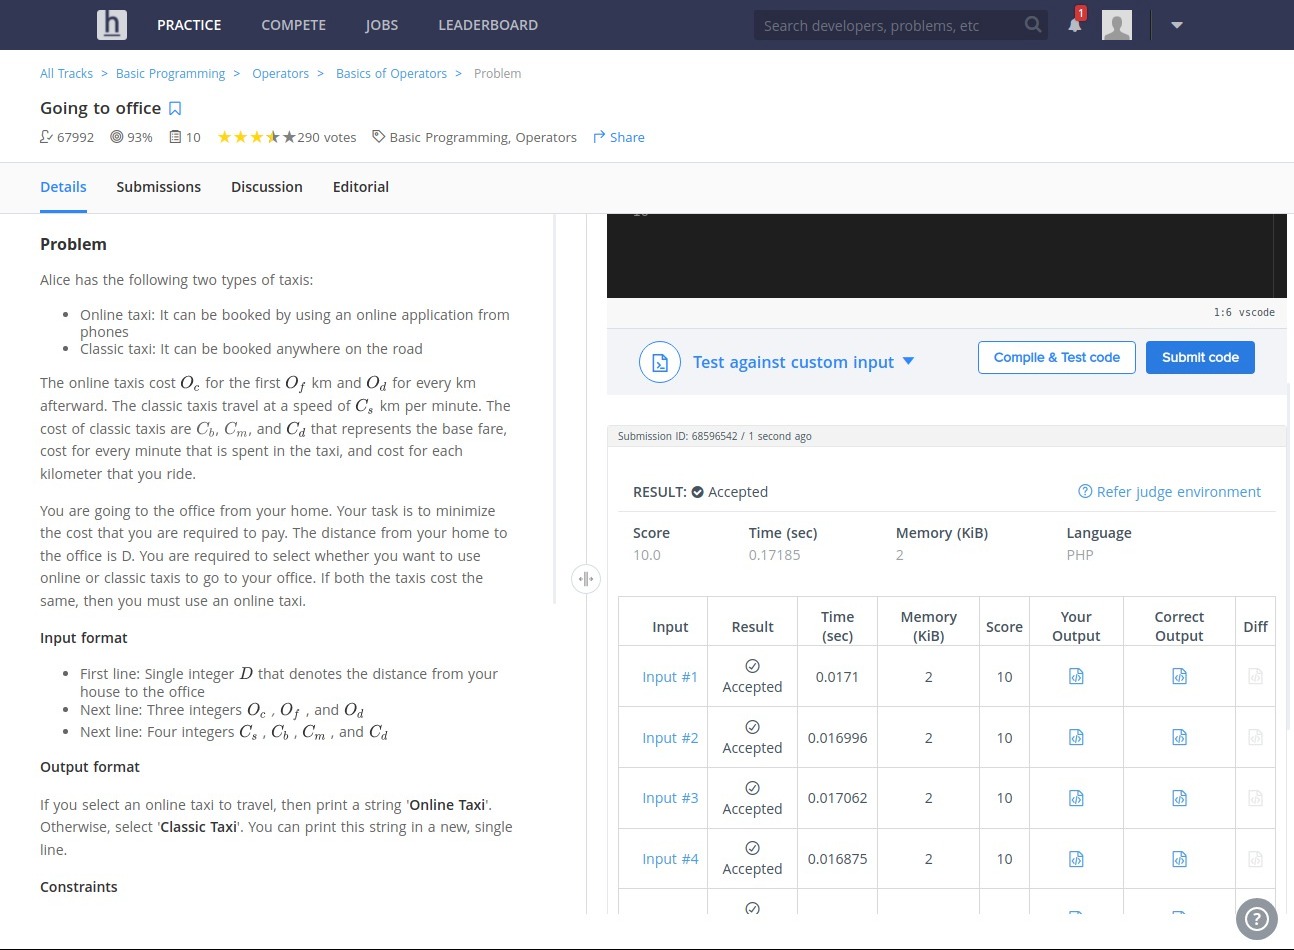 h PRACTICE COMPETE JOBS LEADERBOARD Search developers, problems, etc 1
All Tracks > Basic Programming > Operators > Basics of Operators > Problem
Going to office
67992 93% 10 290 votes Basic Programming, Operators Share
Details Submissions Discussion Editorial
Problem
Alice has the following two types of taxis:
• Online taxi: It can be booked by using an online application from
phones
• Classic taxi: It can be booked anywhere on the road
The online taxis cost O_c for the first O_f km and O_d for every km
afterward. The classic taxis travel at a speed of C_s km per minute. The
cost of classic taxis are C_b, C_m, and C_d that represents the base fare,
cost for every minute that is spent in the taxi, and cost for each
kilometer that you ride.
You are going to the office from your home. Your task is to minimize
the cost that you are required to pay. The distance from your home to
the office is D. You are required to select whether you want to use
online or classic taxis to go to your office. If both the taxis cost the
same, then you must use an online taxi.
Input format
• First line: Single integer D that denotes the distance from your
house to the office
• Next line: Three integers O_c , O_f , and O_d
• Next line: Four integers C_s , C_b , C_m , and C_d
Output format
If you select an online taxi to travel, then print a string 'Online Taxi'.
Otherwise, select 'Classic Taxi'. You can print this string in a new, single
line.
Constraints
1:6 vscode
Test against custom input Compile & Test code Submit code
Submission ID: 68596542 / 1 second ago
RESULT: Accepted ? Refer judge environment
Score Time (sec) Memory (KiB) Language
10.0 0.17185 2 PHP
Input Result Time (sec) Memory (KiB) Score Your Output Correct Output Diff
Input #1 Accepted 0.0171 2 10
Input #2 Accepted 0.016996 2 10
Input #3 Accepted 0.017062 2 10
Input #4 Accepted 0.016875 2 10
?